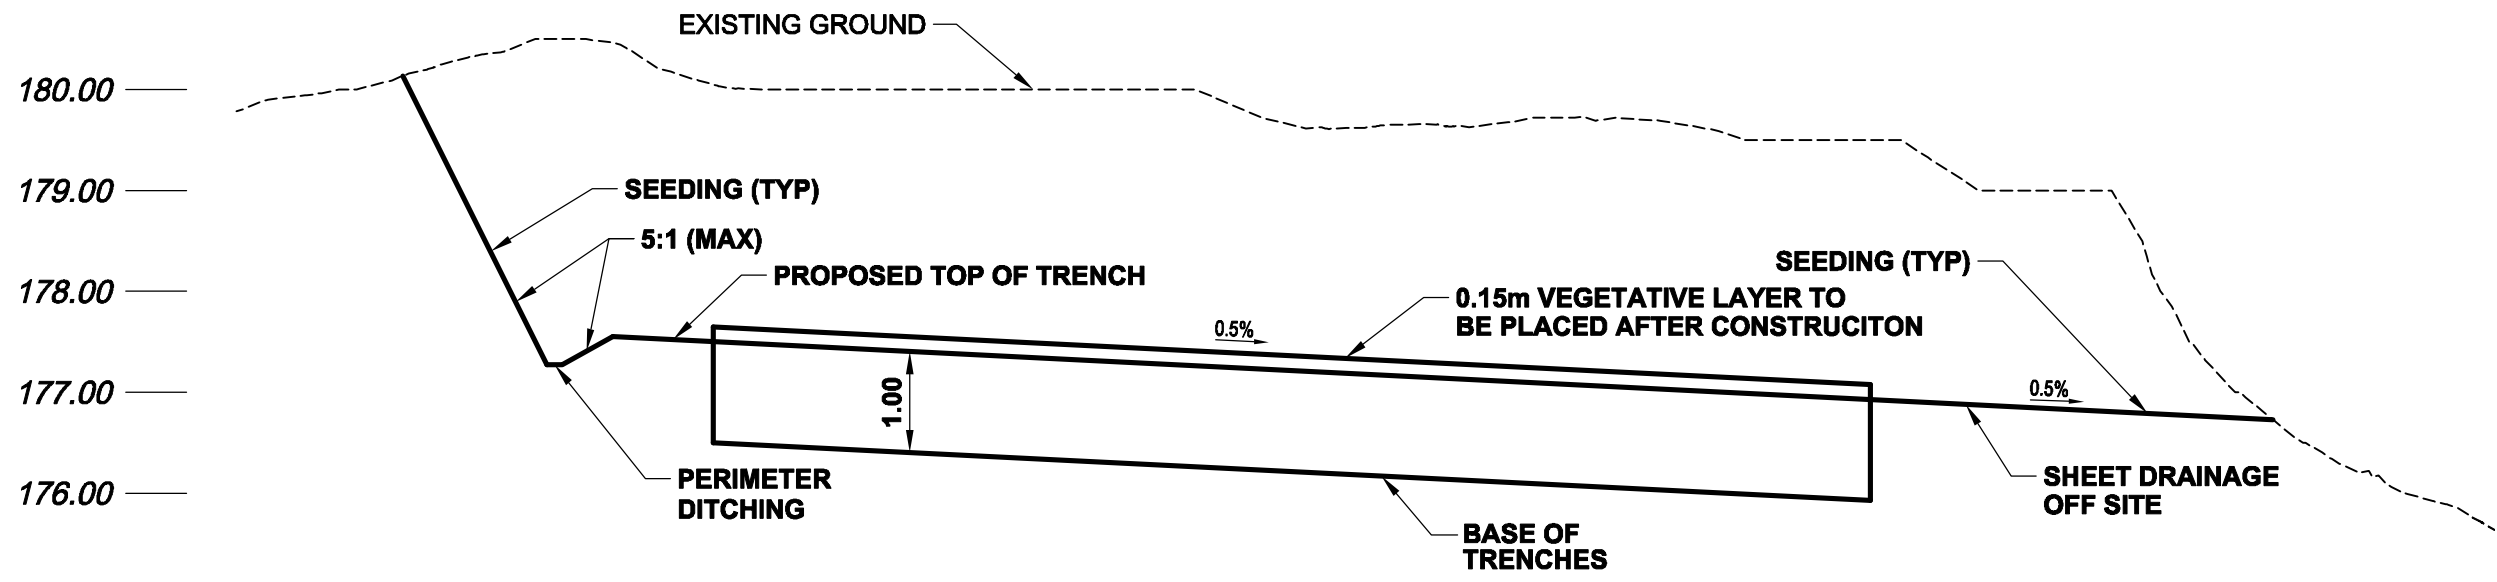 EXISTING GROUND
180.00
179.00
SEEDING (TYP)
5:1 (MAX)
SEEDING (TYP)
PROPOSED TOP OF TRENCH
178.00
0.15m VEGETATIVE LAYER TO
BE PLACED AFTER CONSTRUCITON
0.5%
177.00
1.00
0.5%
176.00
PERIMETER
DITCHING
SHEET DRAINAGE
OFF SITE
BASE OF
TRENCHES